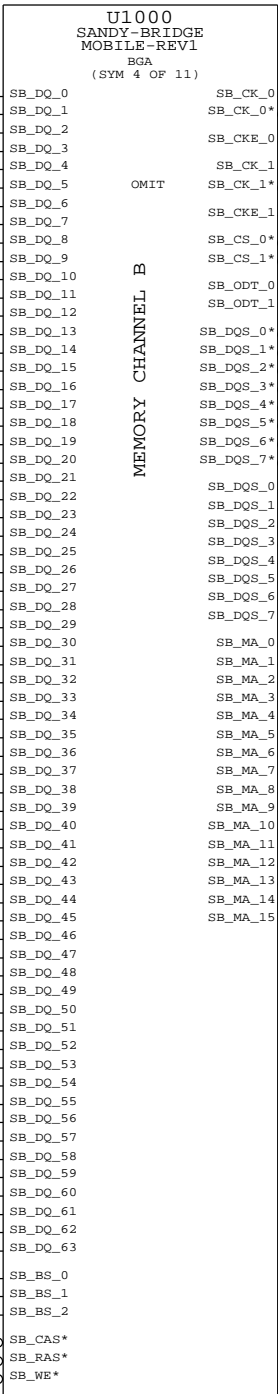 U1000
SANDY-BRIDGE
MOBILE-REV1
BGA
(SYM 4 OF 11)
OMIT
MEMORY CHANNEL B
SB_DQ_0
SB_DQ_1
SB_DQ_2
SB_DQ_3
SB_DQ_4
SB_DQ_5
SB_DQ_6
SB_DQ_7
SB_DQ_8
SB_DQ_9
SB_DQ_10
SB_DQ_11
SB_DQ_12
SB_DQ_13
SB_DQ_14
SB_DQ_15
SB_DQ_16
SB_DQ_17
SB_DQ_18
SB_DQ_19
SB_DQ_20
SB_DQ_21
SB_DQ_22
SB_DQ_23
SB_DQ_24
SB_DQ_25
SB_DQ_26
SB_DQ_27
SB_DQ_28
SB_DQ_29
SB_DQ_30
SB_DQ_31
SB_DQ_32
SB_DQ_33
SB_DQ_34
SB_DQ_35
SB_DQ_36
SB_DQ_37
SB_DQ_38
SB_DQ_39
SB_DQ_40
SB_DQ_41
SB_DQ_42
SB_DQ_43
SB_DQ_44
SB_DQ_45
SB_DQ_46
SB_DQ_47
SB_DQ_48
SB_DQ_49
SB_DQ_50
SB_DQ_51
SB_DQ_52
SB_DQ_53
SB_DQ_54
SB_DQ_55
SB_DQ_56
SB_DQ_57
SB_DQ_58
SB_DQ_59
SB_DQ_60
SB_DQ_61
SB_DQ_62
SB_DQ_63
SB_BS_0
SB_BS_1
SB_BS_2
SB_CAS*
SB_RAS*
SB_WE*
SB_CK_0
SB_CK_0*
SB_CKE_0
SB_CK_1
SB_CK_1*
SB_CKE_1
SB_CS_0*
SB_CS_1*
SB_ODT_0
SB_ODT_1
SB_DQS_0*
SB_DQS_1*
SB_DQS_2*
SB_DQS_3*
SB_DQS_4*
SB_DQS_5*
SB_DQS_6*
SB_DQS_7*
SB_DQS_0
SB_DQS_1
SB_DQS_2
SB_DQS_3
SB_DQS_4
SB_DQS_5
SB_DQS_6
SB_DQS_7
SB_MA_0
SB_MA_1
SB_MA_2
SB_MA_3
SB_MA_4
SB_MA_5
SB_MA_6
SB_MA_7
SB_MA_8
SB_MA_9
SB_MA_10
SB_MA_11
SB_MA_12
SB_MA_13
SB_MA_14
SB_MA_15